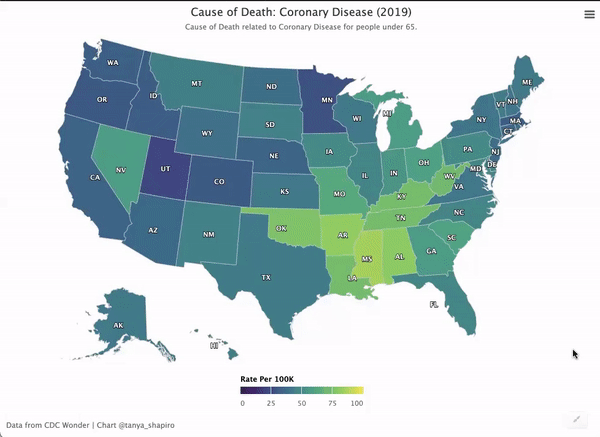 Cause of Death: Coronary Disease (2019)
Cause of Death related to Coronary Disease for people under 65.
WA
MT
ND
MN
ME
OR
ID
SD
WI
MI
VT
NH
NY
MA
CT
WY
IA
PA
NJ
NE
OH
MD
DE
NV
UT
CO
IL
IN
WV
VA
CA
KS
MO
KY
NC
AZ
NM
OK
AR
TN
SC
MS
AL
GA
TX
LA
FL
AK
HI
Rate Per 100K
0 25 50 75 100
Data from CDC Wonder | Chart @tanya_shapiro